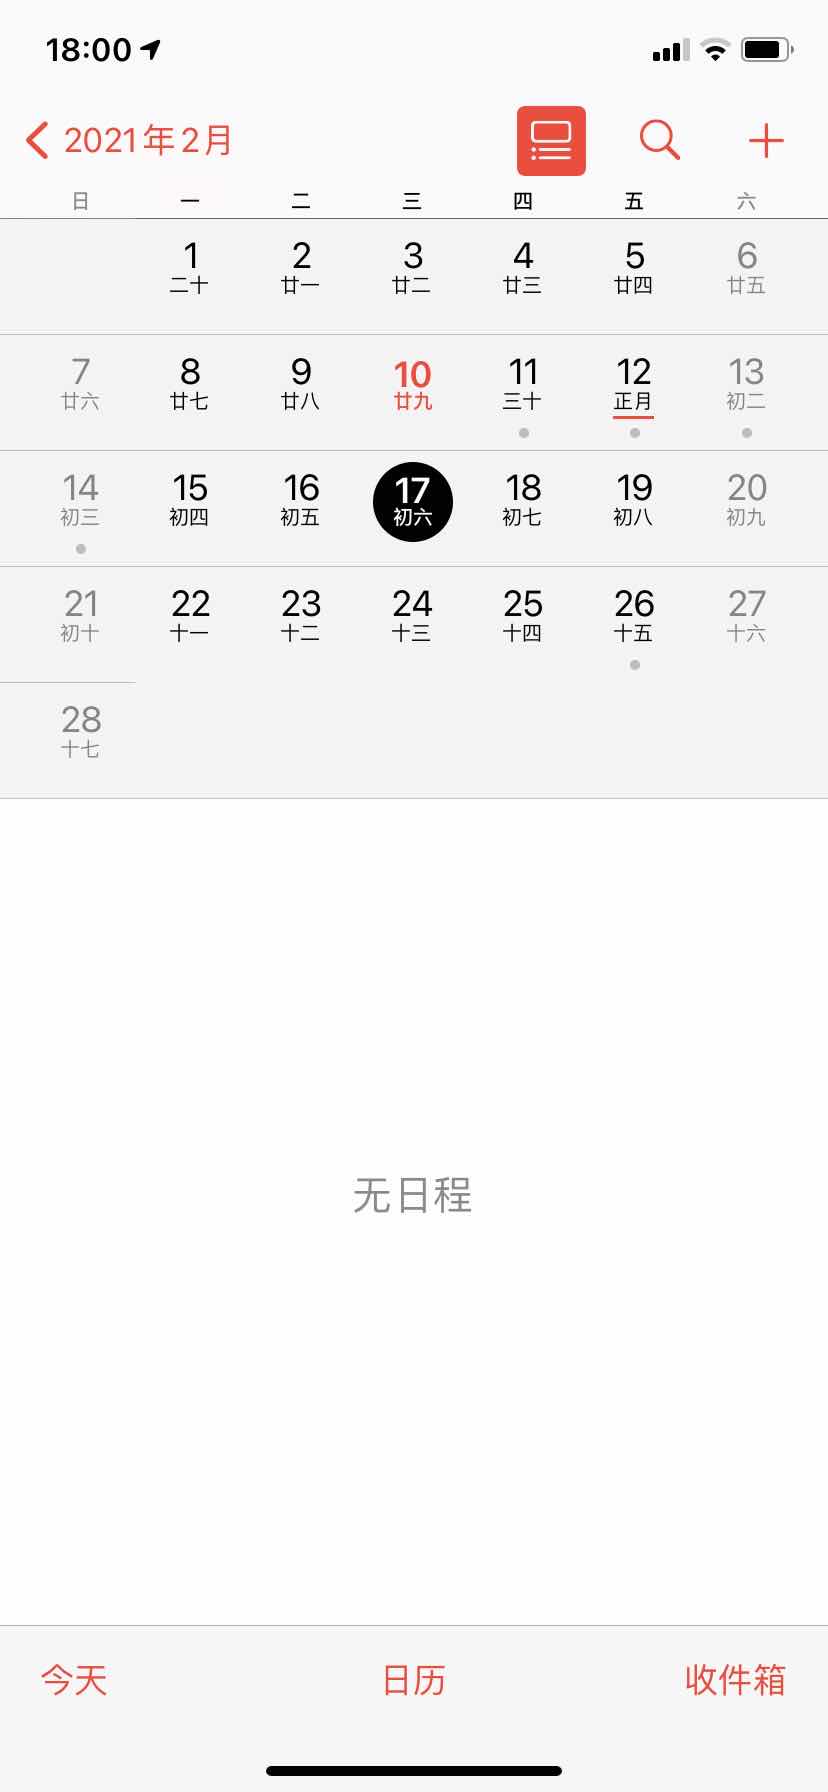 18:00
2021年2月
日 一 二 三 四 五 六
1 2 3 4 5 6
二十 廿一 廿二 廿三 廿四 廿五
7 8 9 10 11 12 13
廿六 廿七 廿八 廿九 三十 正月 初二
14 15 16 17 18 19 20
初三 初四 初五 初六 初七 初八 初九
21 22 23 24 25 26 27
初十 十一 十二 十三 十四 十五 十六
28
十七
无日程
今天 日历 收件箱